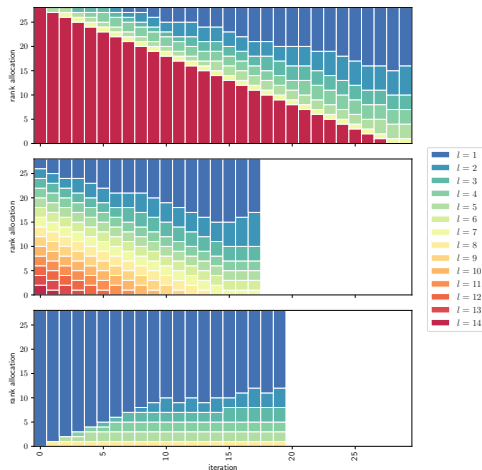 25
20
15
10
5
0
rank allocation
25
20
15
10
5
0
rank allocation
25
20
15
10
5
0
rank allocation
0
5
10
15
20
25
iteration
l = 1
l = 2
l = 3
l = 4
l = 5
l = 6
l = 7
l = 8
l = 9
l = 10
l = 11
l = 12
l = 13
l = 14